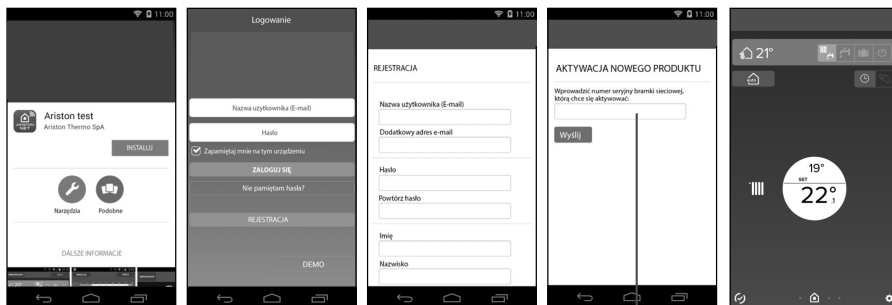 11:00
Ariston test
Ariston Thermo SpA
ARISTON
NET
INSTALUJ
Narzędzia
Podobne
DALSZE INFORMACJE
Logowanie
Nazwa użytkownika (E-mail)
Hasło
Zapamiętaj mnie na tym urządzeniu
ZALOGUJ SIĘ
Nie pamiętam hasła?
REJESTRACJA
DEMO
11:00
REJESTRACJA
Nazwa użytkownika (E-mail)
Dodatkowy adres e-mail
Hasło
Powtórz hasło
Imię
Nazwisko
11:00
AKTYWACJA NOWEGO PRODUKTU
Wprowadzić numer seryjny bramki sieciowej,
którą chce się aktywować:
Wyślij
21°
auto
19°
SET
22°.1